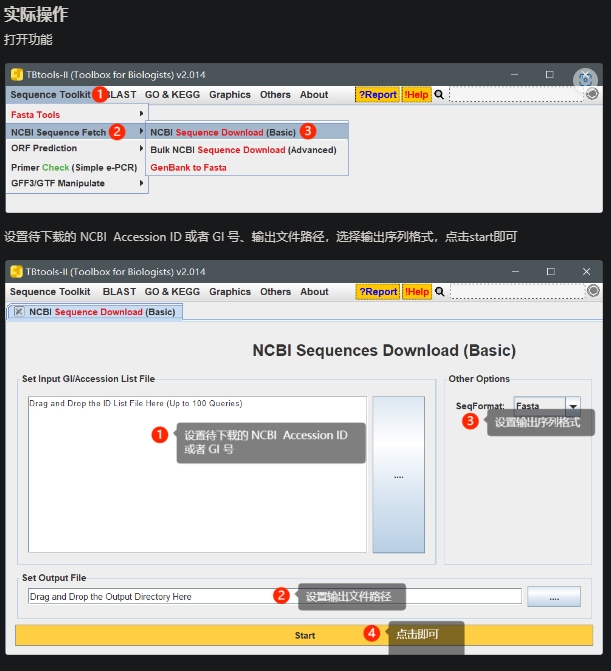 实际操作
打开功能
TBtools-II (Toolbox for Biologists) v2.014
Sequence Toolkit 1 BLAST GO & KEGG Graphics Others About ?Report !Help
Fasta Tools
NCBI Sequence Fetch 2 NCBI Sequence Download (Basic) 3
ORF Prediction Bulk NCBI Sequence Download (Advanced)
Primer Check (Simple e-PCR) GenBank to Fasta
GFF3/GTF Manipulate
设置待下载的 NCBI Accession ID 或者 GI 号、输出文件路径，选择输出序列格式，点击start即可
TBtools-II (Toolbox for Biologists) v2.014
Sequence Toolkit BLAST GO & KEGG Graphics Others About ?Report !Help
NCBI Sequence Download (Basic)
NCBI Sequences Download (Basic)
Set Input GI/Accession List File Other Options
Drag and Drop the ID List File Here (Up to 100 Queries) SeqFormat: Fasta
3 设置输出序列格式
1 设置待下载的 NCBI Accession ID
或者 GI 号
....
Set Output File
Drag and Drop the Output Directory Here 2 设置输出文件路径 ....
Start 4 点击即可